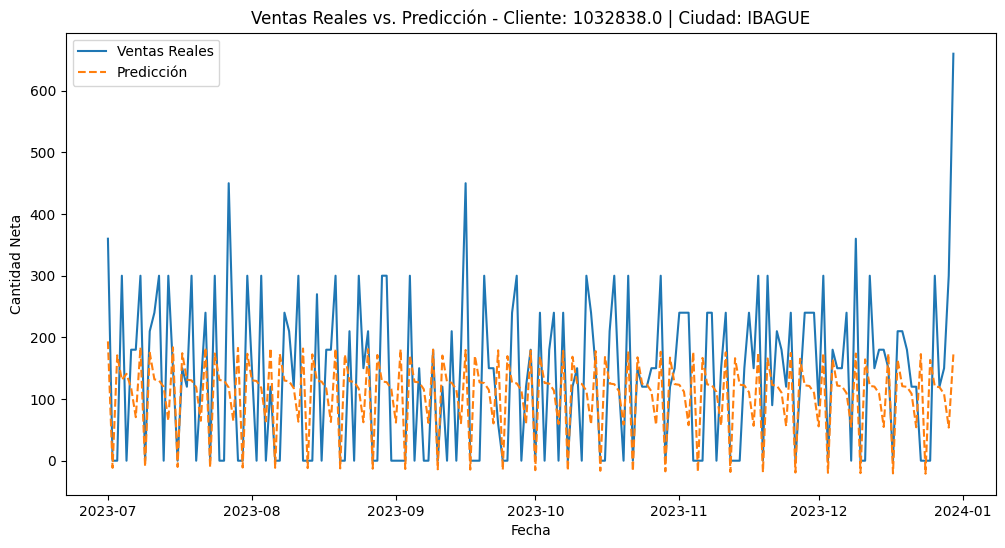 Ventas Reales vs. Predicción - Cliente: 1032838.0 | Ciudad: IBAGUE
Ventas Reales
Predicción
Cantidad Neta
600
500
400
300
200
100
0
2023-07
2023-08
2023-09
2023-10
2023-11
2023-12
2024-01
Fecha